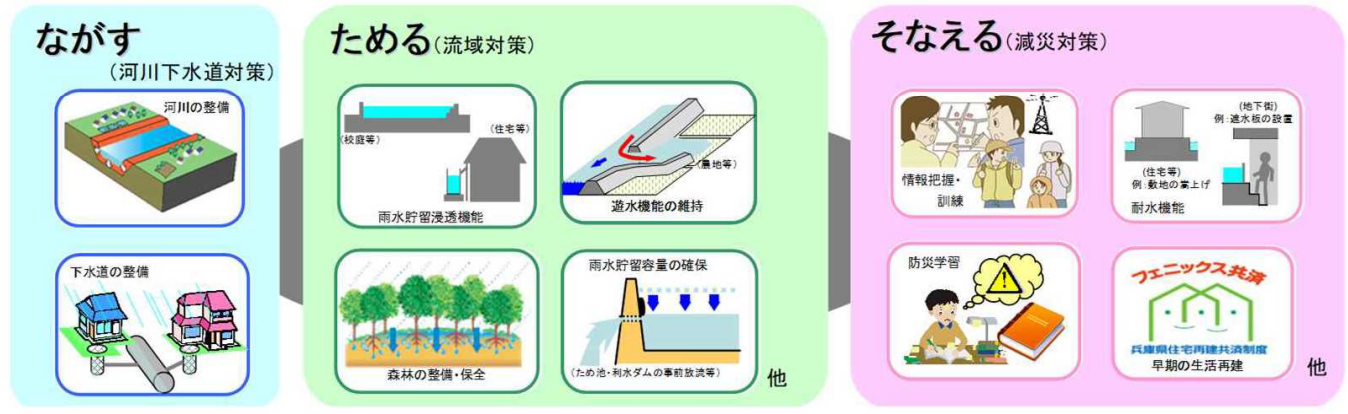 ながす
(河川下水道対策)
河川の整備
下水道の整備
ためる(流域対策)
(校庭等)
(住宅等)
雨水貯留浸透機能
(農地等)
遊水機能の維持
森林の整備・保全
雨水貯留容量の確保
(ため池・利水ダムの事前放流等)
他
そなえる(減災対策)
情報把握・
訓練
(地下街)
例:遮水板の設置
(住宅等)
例:敷地の嵩上げ
耐水機能
防災学習
フェニックス共済
兵庫県住宅再建共済制度
早期の生活再建
他